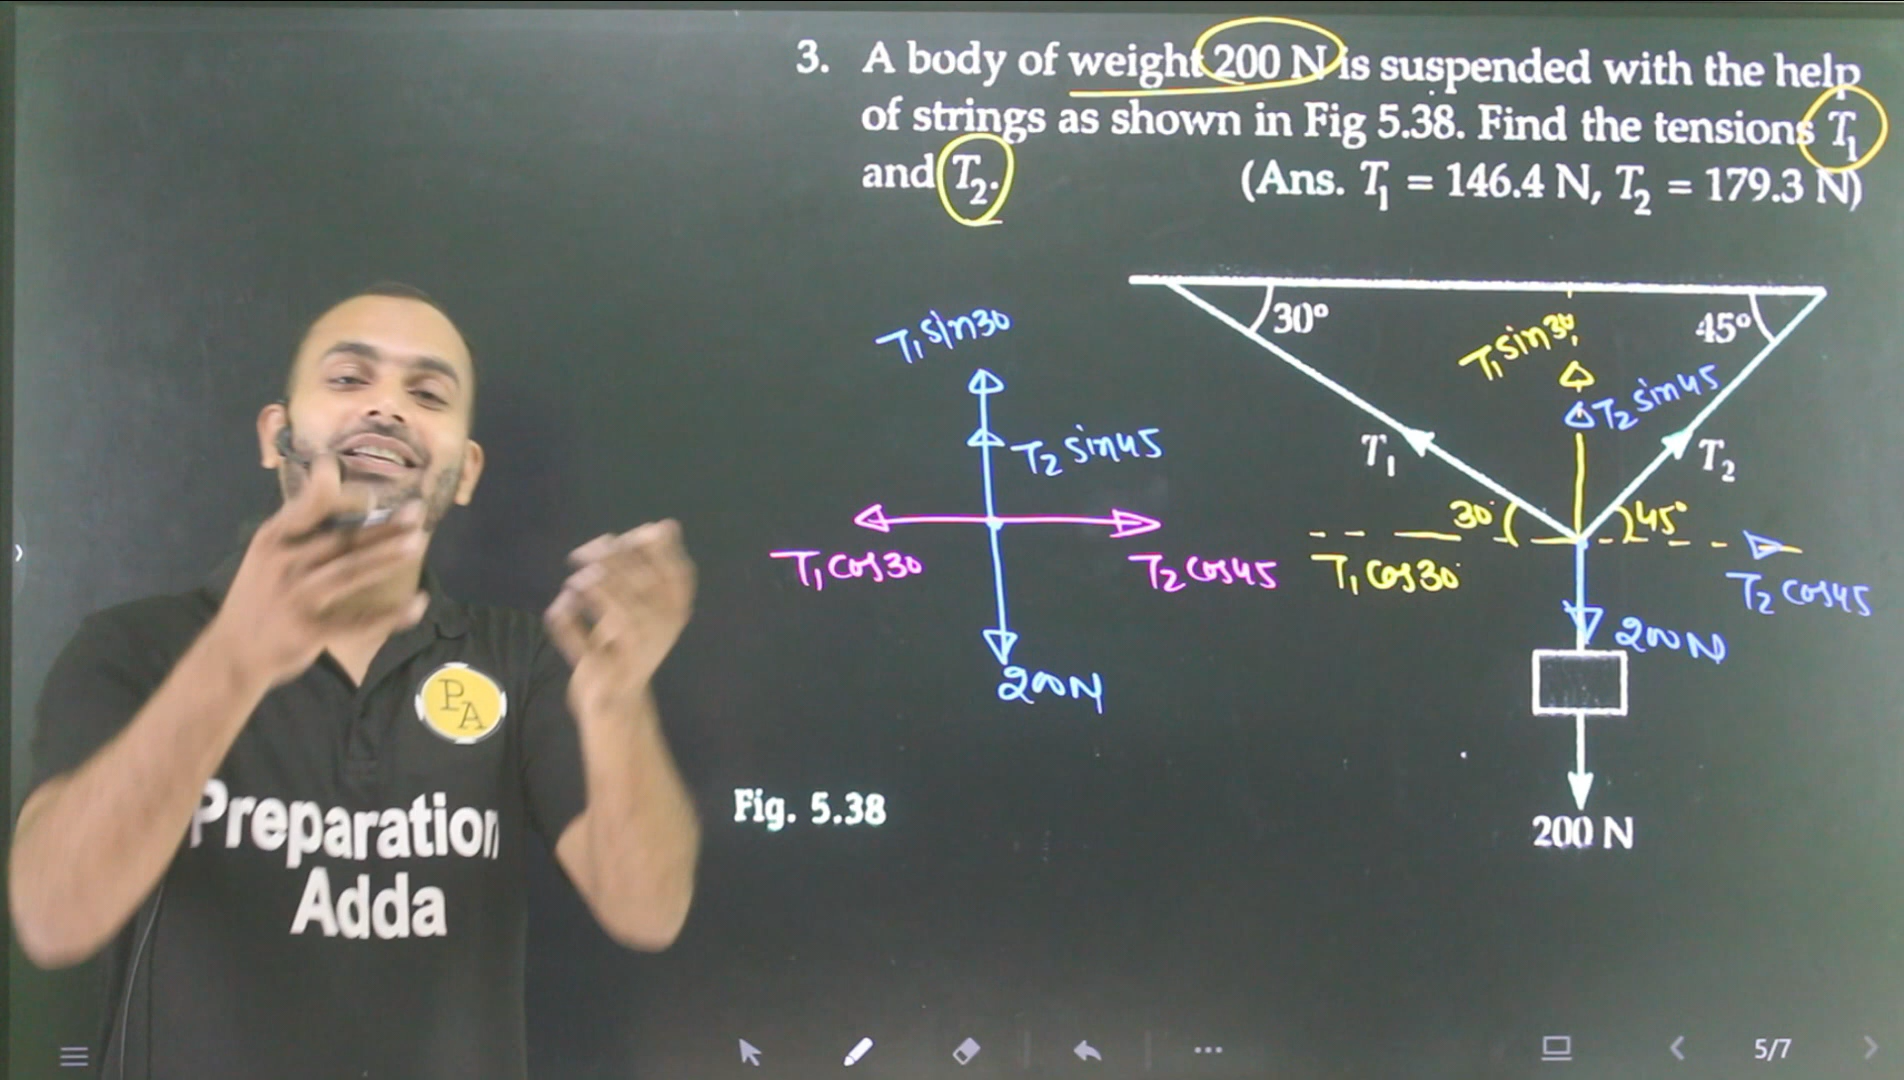 3. A body of weight 200 N is suspended with the help
of strings as shown in Fig 5.38. Find the tensions T₁
and T₂. (Ans. T₁ = 146.4 N, T₂ = 179.3 N)
30°
45°
T₁ sin30
T₁ sin30
T₂ sin45
T₂ sin45
T₁
T₂
30°
45°
T₁ cos30
T₂ cos45
T₁ cos30
T₂ cos45
200N
200N
PA
Fig. 5.38
200 N
Preparation
Adda
5/7